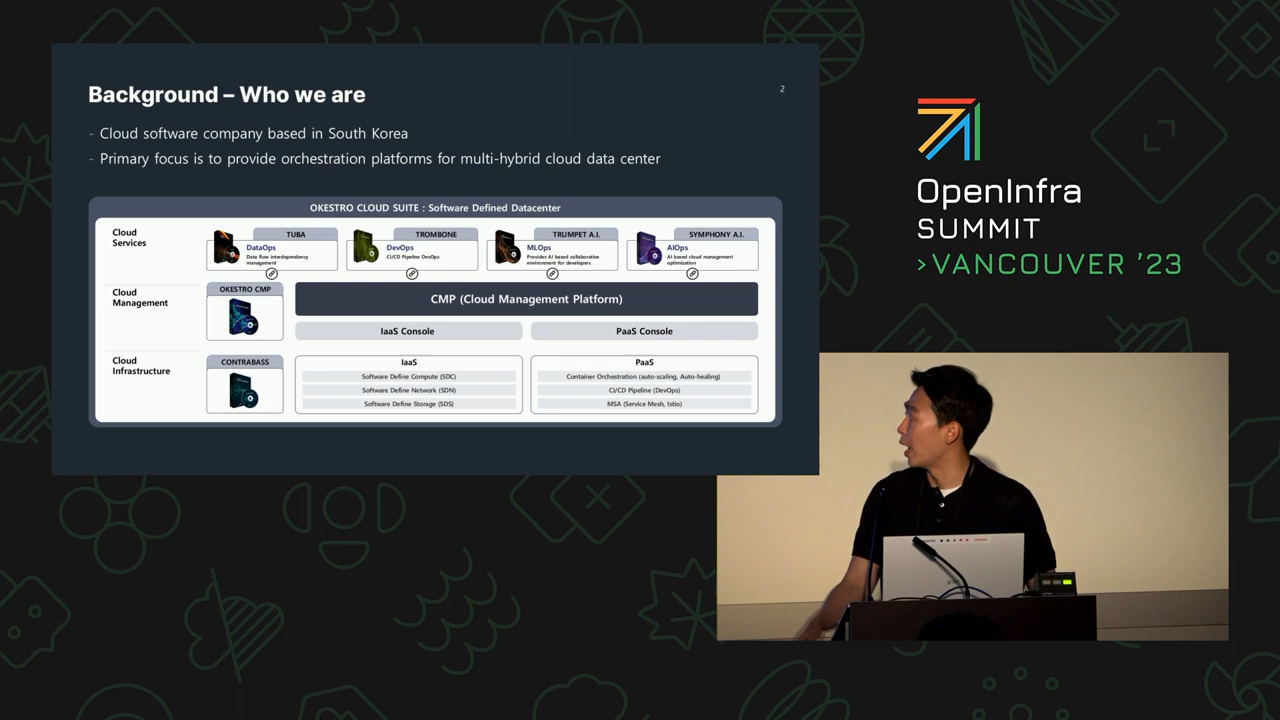 Background – Who we are
2
- Cloud software company based in South Korea
- Primary focus is to provide orchestration platforms for multi-hybrid cloud data center
OKESTRO CLOUD SUITE : Software Defined Datacenter
Cloud
Services
TUBA
DataOps
Data flow interdependency
management
TROMBONE
DevOps
CI/CD Pipeline DevOps
TRUMPET A.I.
MLOps
Provides AI based collaborative
environment for developers
SYMPHONY A.I.
AIOps
AI based cloud management
optimization
Cloud
Management
OKESTRO CMP
CMP (Cloud Management Platform)
IaaS Console
PaaS Console
Cloud
Infrastructure
CONTRABASS
IaaS
Software Define Compute (SDC)
Software Define Network (SDN)
Software Define Storage (SDS)
PaaS
Container Orchestration (auto-scaling, Auto-healing)
CI/CD Pipeline (DevOps)
MSA (Service Mesh, Istio)
OpenInfra
SUMMIT
>VANCOUVER '23